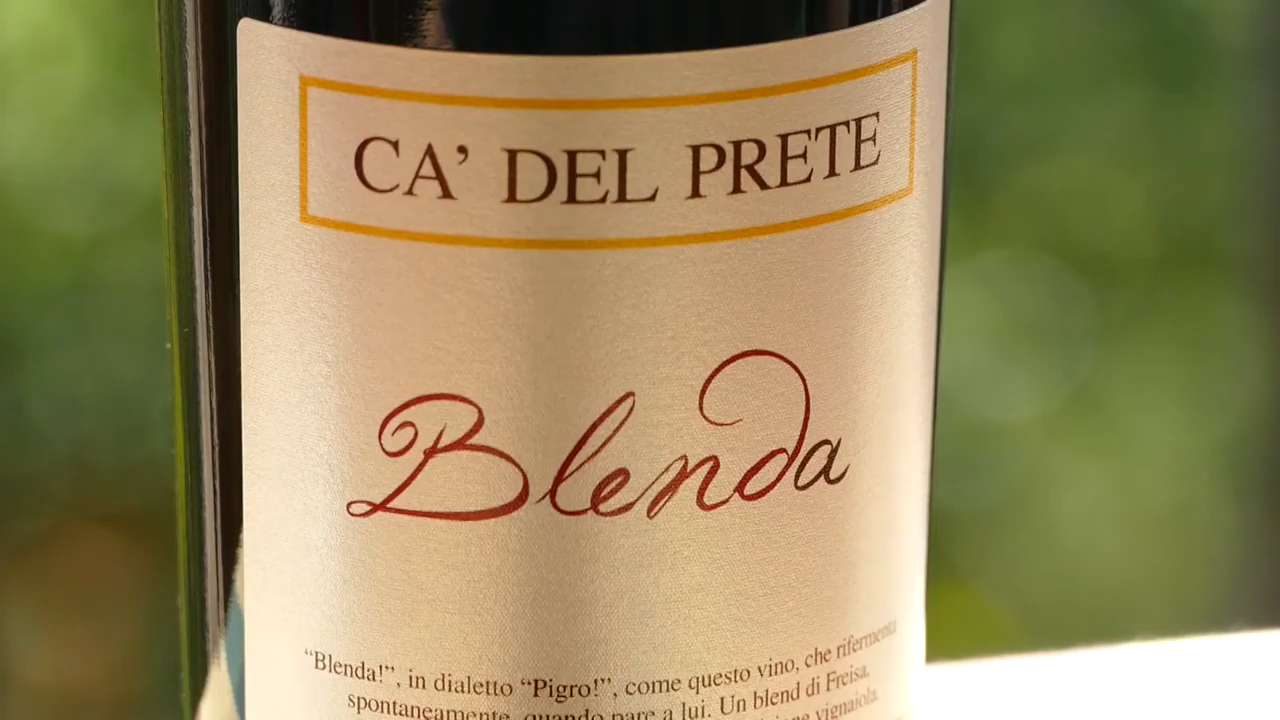 CA’ DEL PRETE
Blenda
“Blenda!”, in dialetto “Pigro!”, come questo vino, che rifermenta
spontaneamente, quando pare a lui. Un blend di Freisa,
vignaiola.